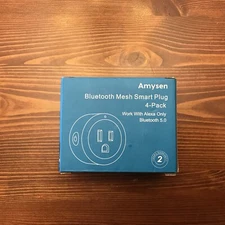 Amysen
Bluetooth Mesh Smart Plug
4-Pack
Work With Alexa Only
Bluetooth 5.0
2